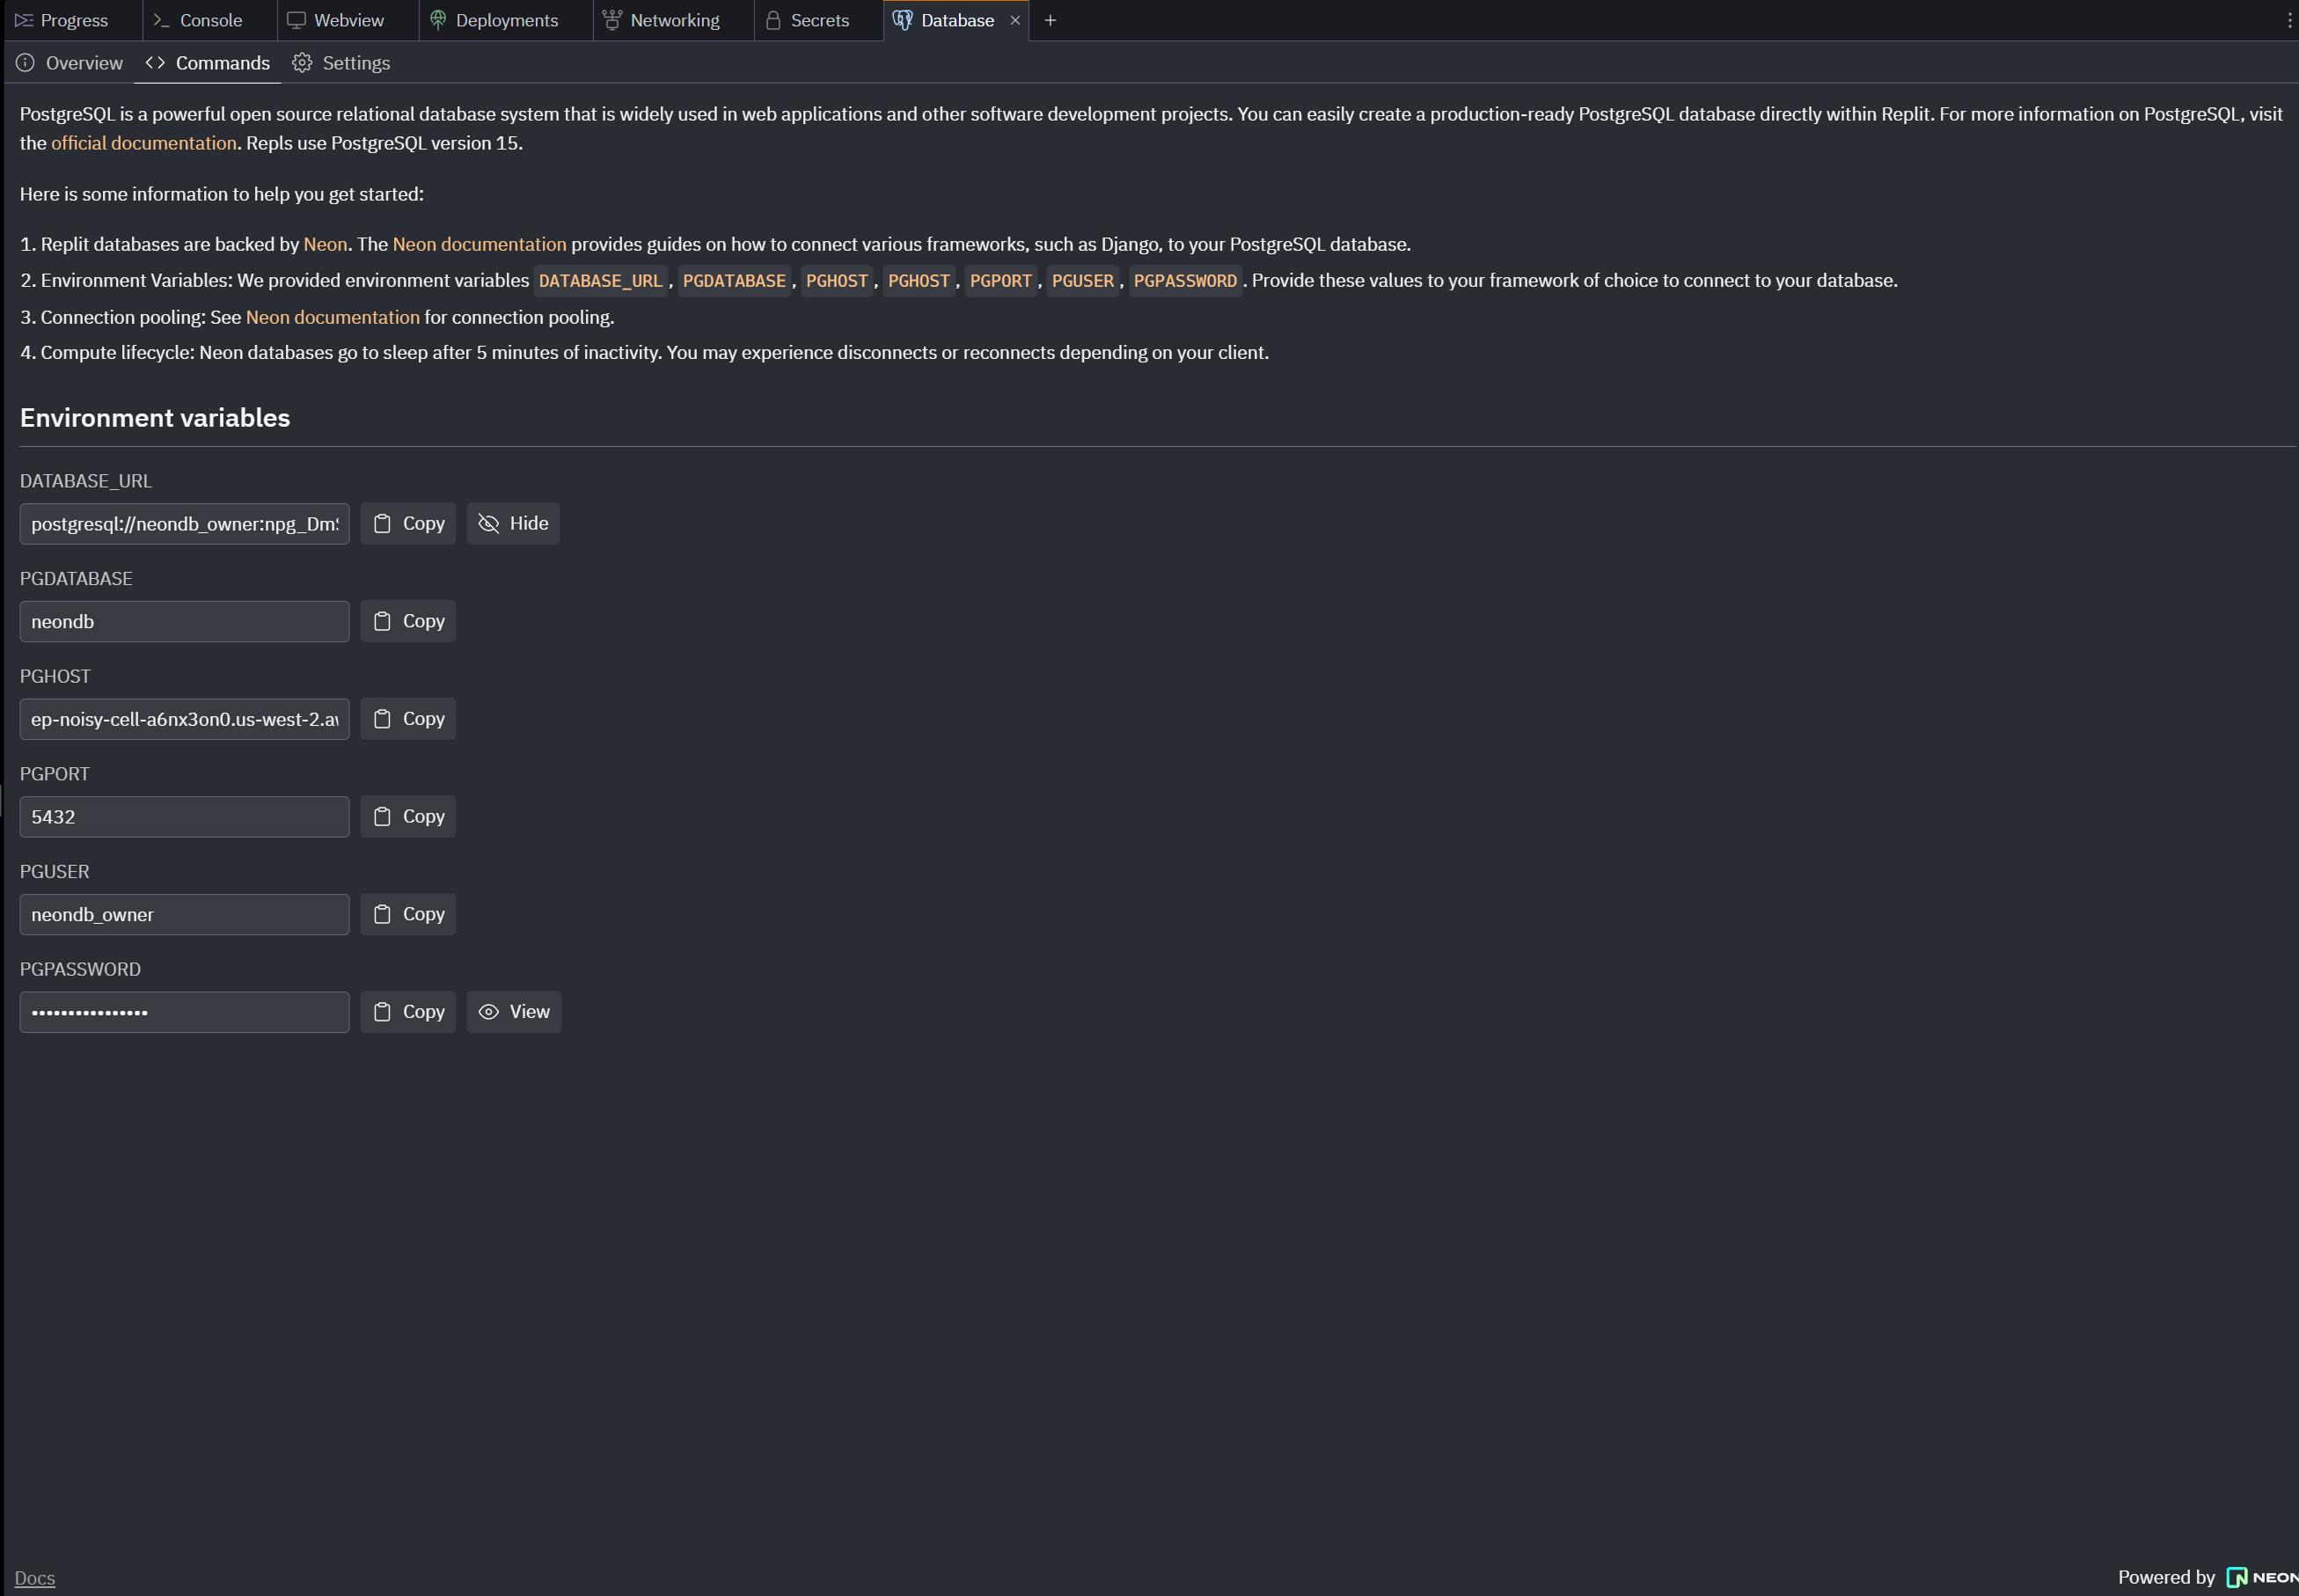 Progress
Console
Webview
Deployments
Networking
Secrets
Database
Overview
Commands
Settings
PostgreSQL is a powerful open source relational database system that is widely used in web applications and other software development projects. You can easily create a production-ready PostgreSQL database directly within Replit. For more information on PostgreSQL, visit
the official documentation. Repls use PostgreSQL version 15.
Here is some information to help you get started:
1. Replit databases are backed by Neon. The Neon documentation provides guides on how to connect various frameworks, such as Django, to your PostgreSQL database.
2. Environment Variables: We provided environment variables DATABASE_URL, PGDATABASE, PGHOST, PGHOST, PGPORT, PGUSER, PGPASSWORD. Provide these values to your framework of choice to connect to your database.
3. Connection pooling: See Neon documentation for connection pooling.
4. Compute lifecycle: Neon databases go to sleep after 5 minutes of inactivity. You may experience disconnects or reconnects depending on your client.
Environment variables
DATABASE_URL
postgresql://neondb_owner:npg_Dm
Copy
Hide
PGDATABASE
neondb
Copy
PGHOST
ep-noisy-cell-a6nx3on0.us-west-2.a
Copy
PGPORT
5432
Copy
PGUSER
neondb_owner
Copy
PGPASSWORD
••••••••••••••••
Copy
View
Docs
Powered by NEON